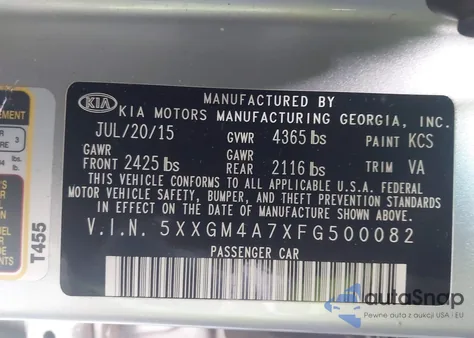 MANUFACTURED BY
KIA KIA MOTORS MANUFACTURING GEORGIA, INC.
JUL/20/15 GVWR 4365 lbs PAINT KCS
GAWR GAWR
FRONT 2425 lbs REAR 2116 lbs TRIM VA
THIS VEHICLE CONFORMS TO ALL APPLICABLE U.S.A. FEDERAL
MOTOR VEHICLE SAFETY, BUMPER, AND THEFT PREVENTION STANDARDS
IN EFFECT ON THE DATE OF MANUFACTURE SHOWN ABOVE.
V.I.N. 5XXGM4A7XFG500082
PASSENGER CAR
T455
3
lbs.
autoSnap
Pewne auta z aukcji USA i EU